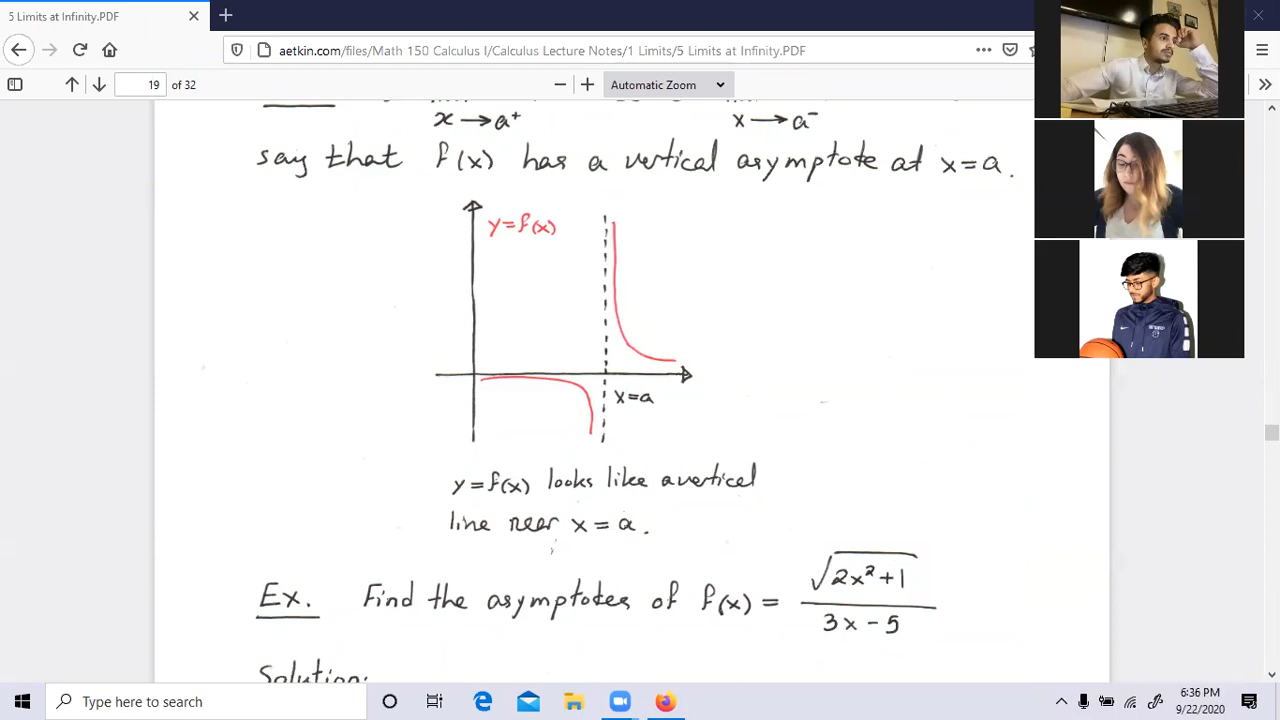 5 Limits at Infinity.PDF
aetkin.com/files/Math 150 Calculus I/Calculus Lecture Notes/1 Limits/5 Limits at Infinity.PDF
19 of 32
Automatic Zoom
x → a⁺ x → a⁻
say that f(x) has a vertical asymptote at x = a.
y = f(x)
x = a
y = f(x) looks like a vertical
line near x = a.
Ex. Find the asymptotes of f(x) = √(2x² + 1) / (3x - 5)
Solution:
Type here to search
6:36 PM
9/22/2020